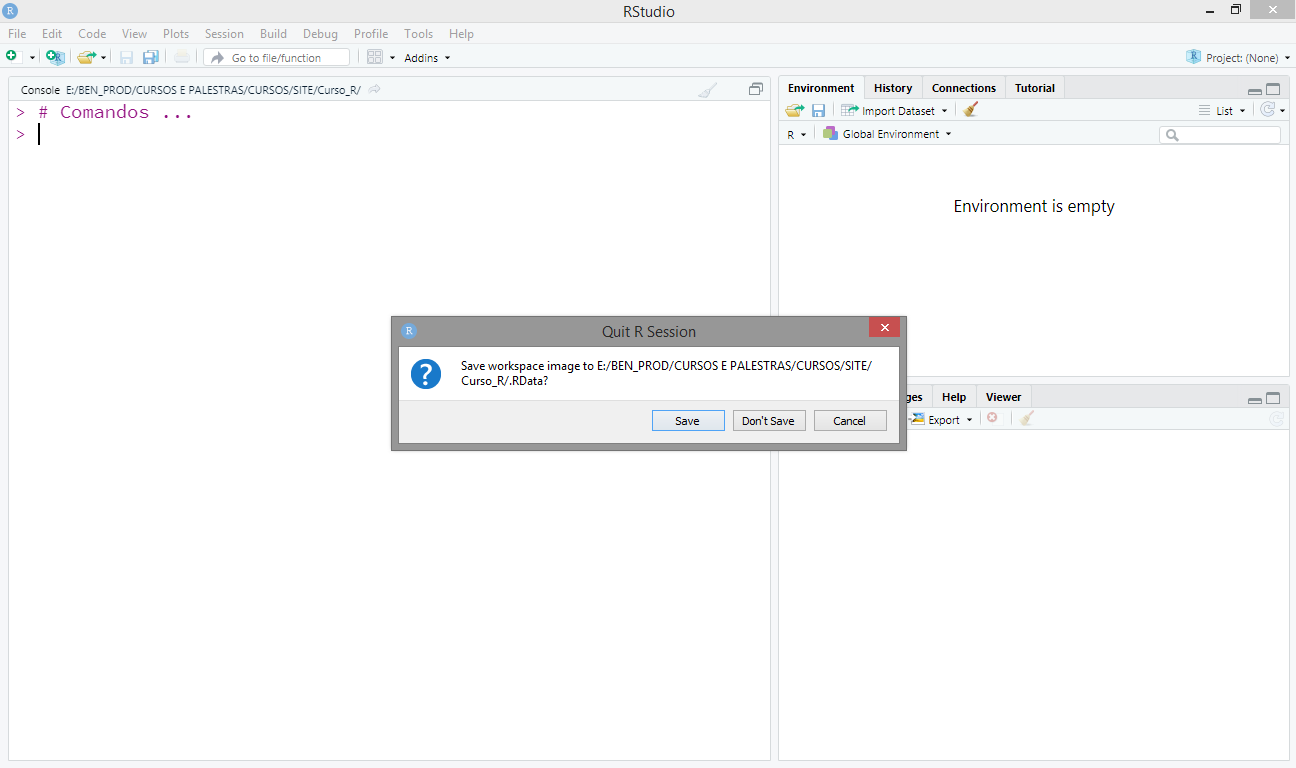 R
RStudio
File Edit Code View Plots Session Build Debug Profile Tools Help
R Go to file/function Addins R Project: (None)
Console E:/BEN_PROD/CURSOS E PALESTRAS/CURSOS/SITE/Curso_R/
> # Comandos ...
>
Environment History Connections Tutorial
Import Dataset List
R Global Environment
Environment is empty
R Quit R Session
? Save workspace image to E:/BEN_PROD/CURSOS E PALESTRAS/CURSOS/SITE/
Curso_R/.RData?
Save Don't Save Cancel
ges Help Viewer
Export